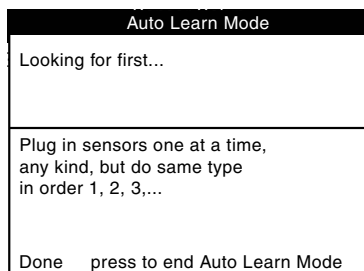 Auto Learn Mode
Looking for first...
Plug in sensors one at a time,
any kind, but do same type
in order 1, 2, 3,...
Done press to end Auto Learn Mode